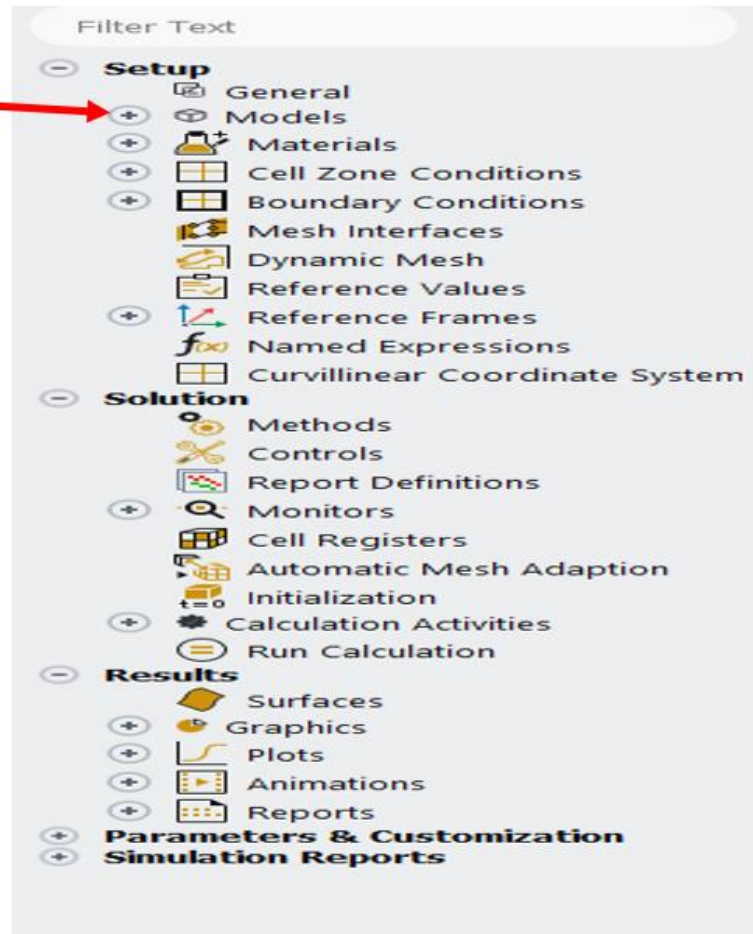 Filter Text
Setup
General
Models
Materials
Cell Zone Conditions
Boundary Conditions
Mesh Interfaces
Dynamic Mesh
Reference Values
Reference Frames
f(x) Named Expressions
Curvillinear Coordinate System
Solution
Methods
Controls
Report Definitions
Monitors
Cell Registers
Automatic Mesh Adaption
t=0 Initialization
Calculation Activities
Run Calculation
Results
Surfaces
Graphics
Plots
Animations
Reports
Parameters & Customization
Simulation Reports